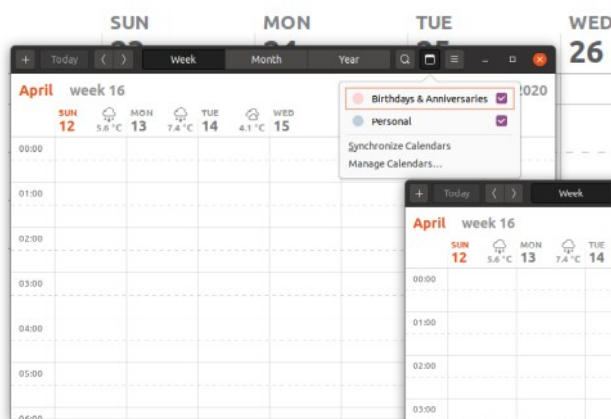 SUN MON TUE WED
26
Today Week Month Year
April week 16 2020
Birthdays & Anniversaries
Personal
Synchronize Calendars
Manage Calendars...
SUN MON TUE WED
12 5.6 °C 13 7.4 °C 14 4.1 °C 15
00:00
01:00
02:00
03:00
04:00
05:00
06:00
Today Week
April week 16
SUN MON TUE
12 5.6 °C 13 7.4 °C 14
00:00
01:00
02:00
03:00